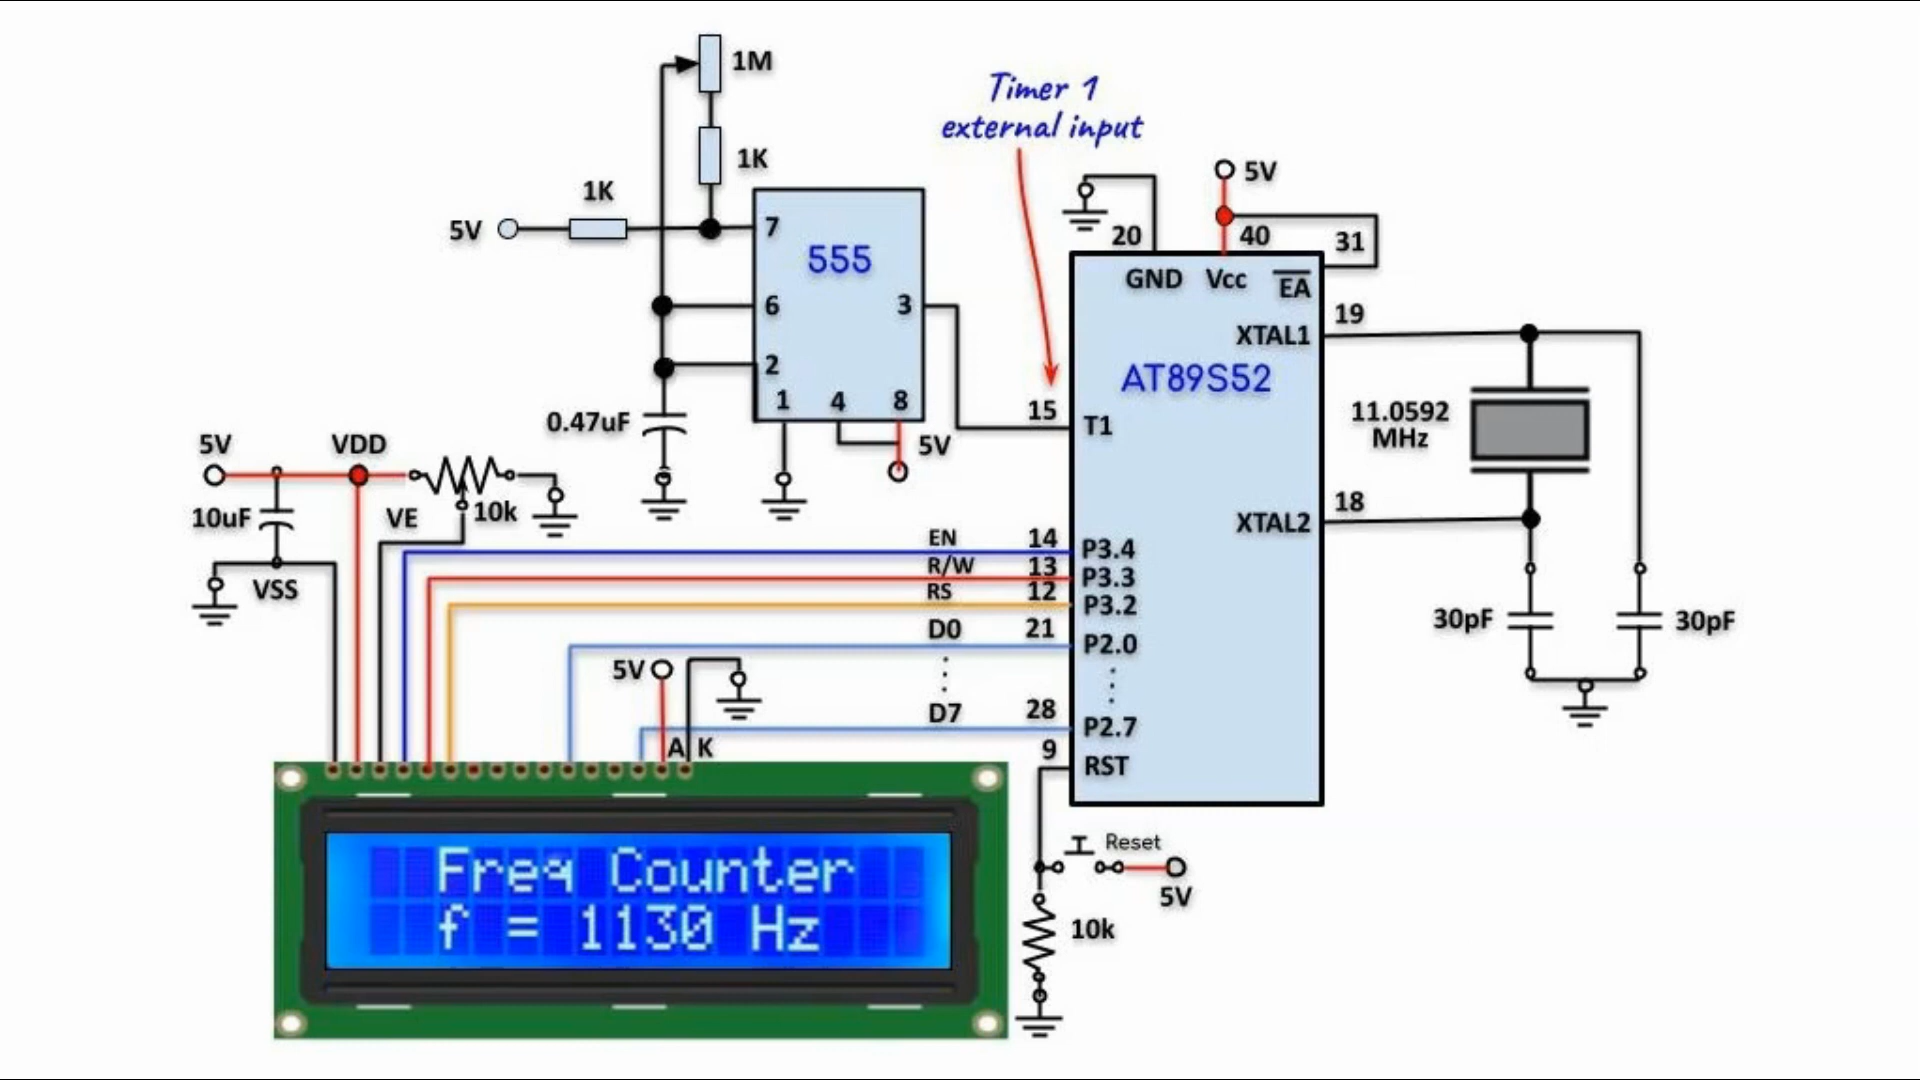 1M
Timer 1
external input
1K
1K
5V
5V
7
555
20
40
31
GND
Vcc
EA
6
3
19
XTAL1
2
AT89S52
1
4
8
0.47uF
5V
15
T1
11.0592
MHz
5V
VDD
10uF
VE
10k
18
XTAL2
EN
14
P3.4
R/W
13
P3.3
RS
12
P3.2
VSS
D0
21
P2.0
30pF
30pF
5V
D7
28
P2.7
A
K
9
RST
Reset
5V
10k
Freq Counter
f = 1130 Hz